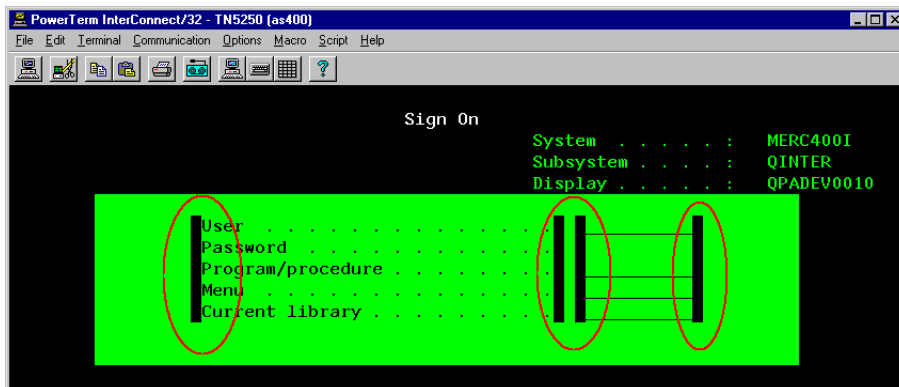 PowerTerm InterConnect/32 - TN5250 (as400)
File Edit Terminal Communication Options Macro Script Help
Sign On
System . . . . . : MERC400I
Subsystem . . . . : QINTER
Display . . . . . : QPADEV0010
User . . . . . . . . . . . . . .
Password . . . . . . . . . . . .
Program/procedure . . . . . . . .
Menu . . . . . . . . . . . . . .
Current library . . . . . . . . .